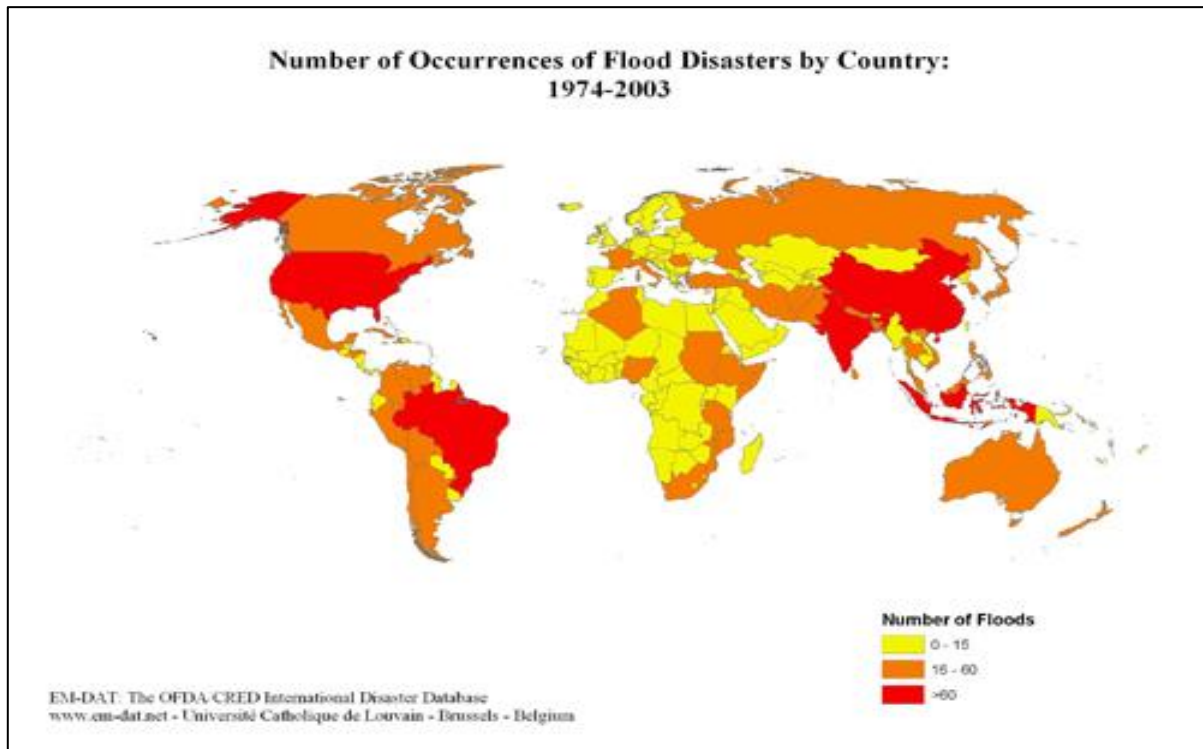 Number of Occurrences of Flood Disasters by Country:
1974-2003
Number of Floods
0 - 15
16 - 60
>60
EM-DAT: The OFDA CRED International Disaster Database
www.em-dat.net - Université Catholique de Louvain - Brussels - Belgium